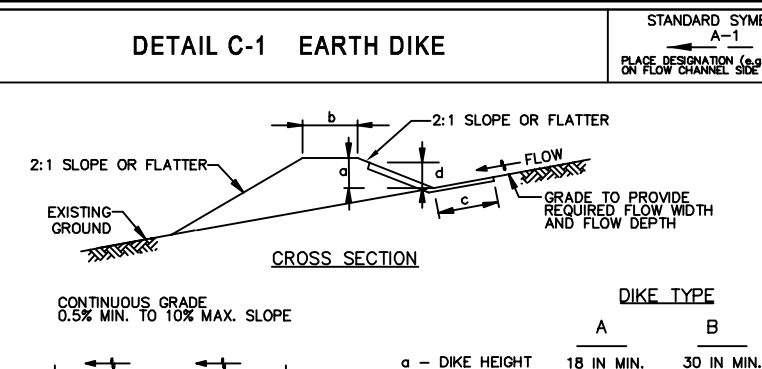 DETAIL C-1 EARTH DIKE
STANDARD
A-1
PLACE DESIGNATION (e.g.
ON FLOW CHANNEL SIDE
b
2:1 SLOPE OR FLATTER
2:1 SLOPE OR FLATTER
a
d
FLOW
c
GRADE TO PROVIDE
REQUIRED FLOW WIDTH
AND FLOW DEPTH
EXISTING
GROUND
CROSS SECTION
CONTINUOUS GRADE
0.5% MIN. TO 10% MAX. SLOPE
DIKE TYPE
A B
a - DIKE HEIGHT 18 IN MIN. 30 IN MIN.